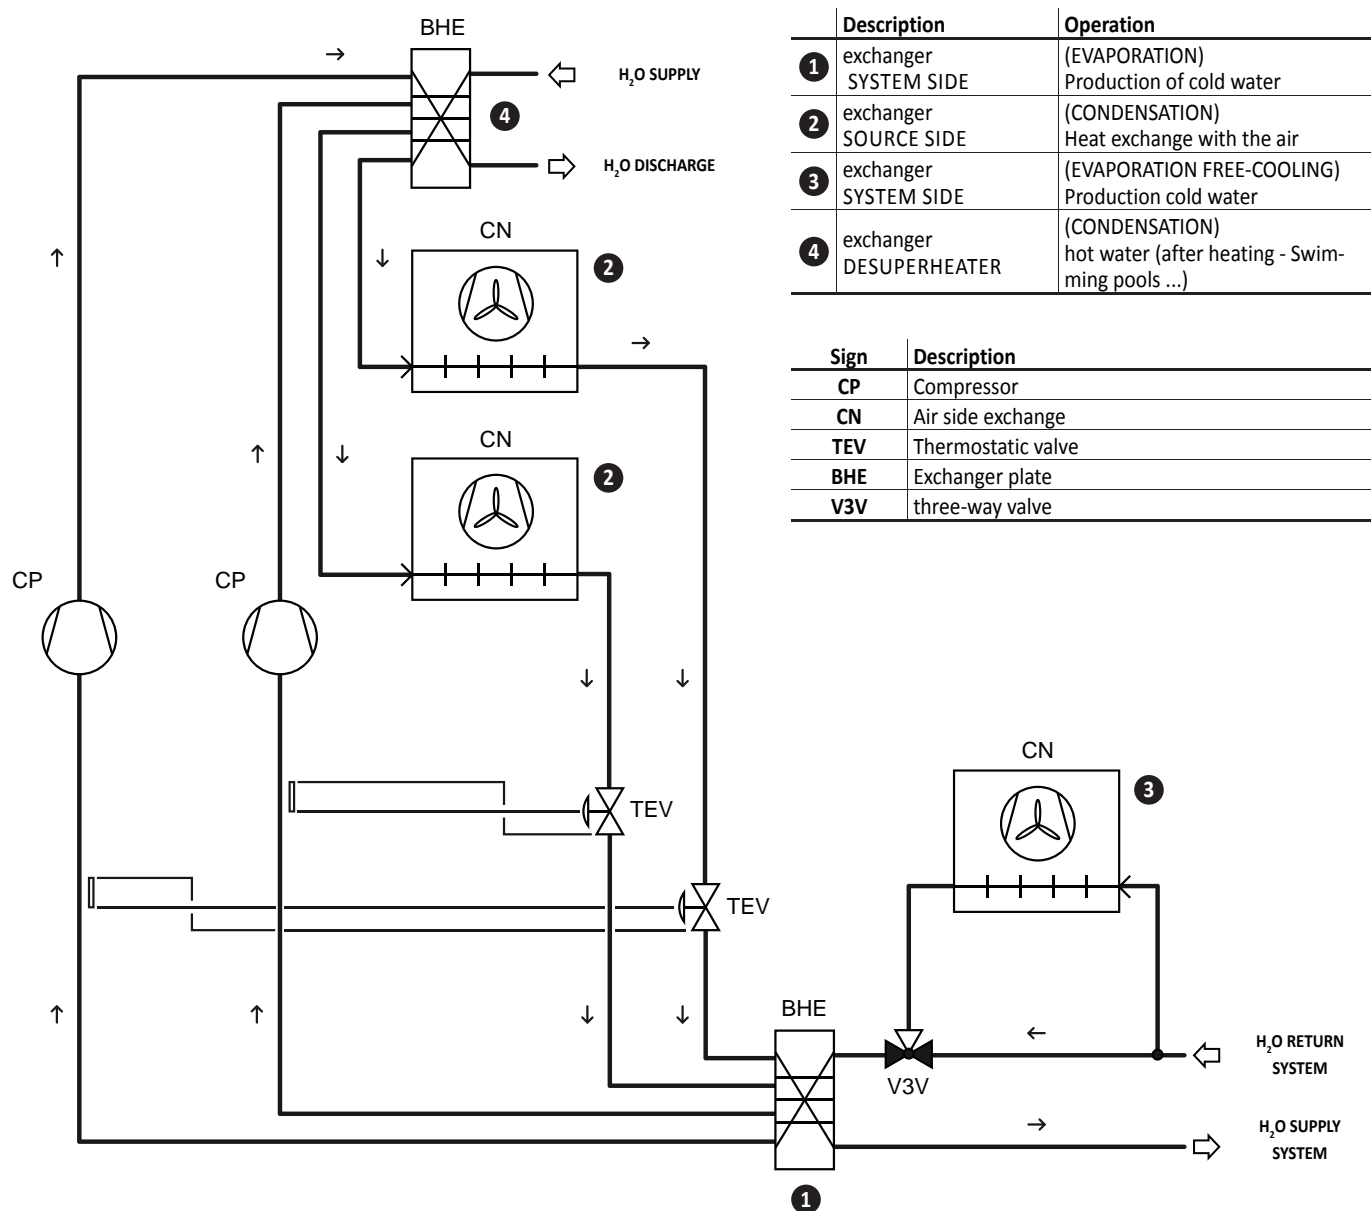 BHE
H₂O SUPPLY
4
H₂O DISCHARGE
CN
2
CN
2
CP
CP
TEV
TEV
CN
3
BHE
V3V
H₂O RETURN
SYSTEM
H₂O SUPPLY
SYSTEM
1
Description Operation
1 exchanger (EVAPORATION)
SYSTEM SIDE Production of cold water
2 exchanger (CONDENSATION)
SOURCE SIDE Heat exchange with the air
3 exchanger (EVAPORATION FREE-COOLING)
SYSTEM SIDE Production cold water
4 exchanger (CONDENSATION)
DESUPERHEATER hot water (after heating - Swim-
ming pools ...)
Sign Description
CP Compressor
CN Air side exchange
TEV Thermostatic valve
BHE Exchanger plate
V3V three-way valve